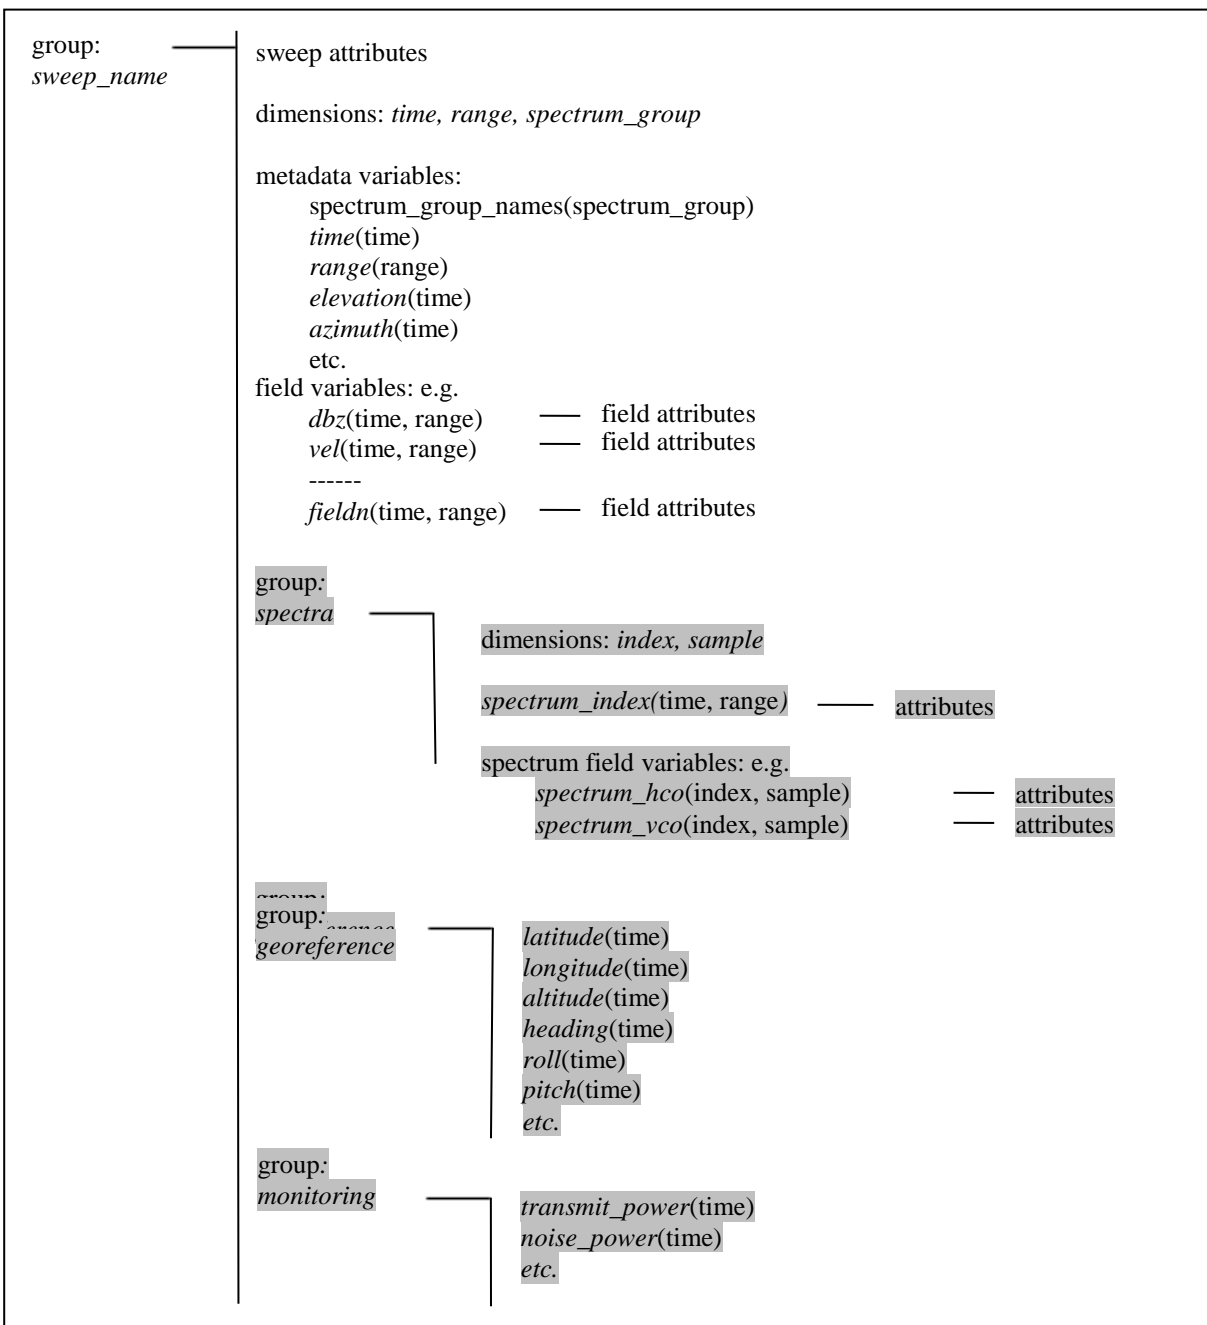 group:
sweep_name
sweep attributes
dimensions: time, range, spectrum_group
metadata variables:
spectrum_group_names(spectrum_group)
time(time)
range(range)
elevation(time)
azimuth(time)
etc.
field variables: e.g.
dbz(time, range) field attributes
vel(time, range) field attributes
------
fieldn(time, range) field attributes
group:
spectra
dimensions: index, sample
spectrum_index(time, range) attributes
spectrum field variables: e.g.
spectrum_hco(index, sample) attributes
spectrum_vco(index, sample) attributes
group:
group:
georeference
latitude(time)
longitude(time)
altitude(time)
heading(time)
roll(time)
pitch(time)
etc.
group:
monitoring
transmit_power(time)
noise_power(time)
etc.